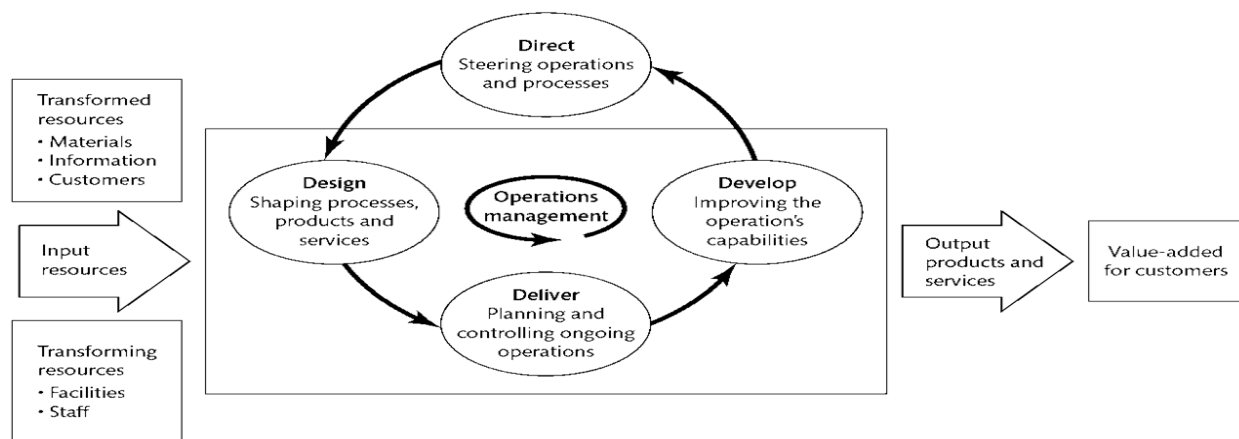 Direct
Steering operations
and processes
Transformed
resources
• Materials
• Information
• Customers
Design
Shaping processes,
products and
services
Operations
management
Develop
Improving the
operation's
capabilities
Input
resources
Output
products and
services
Value-added
for customers
Deliver
Planning and
controlling ongoing
operations
Transforming
resources
• Facilities
• Staff